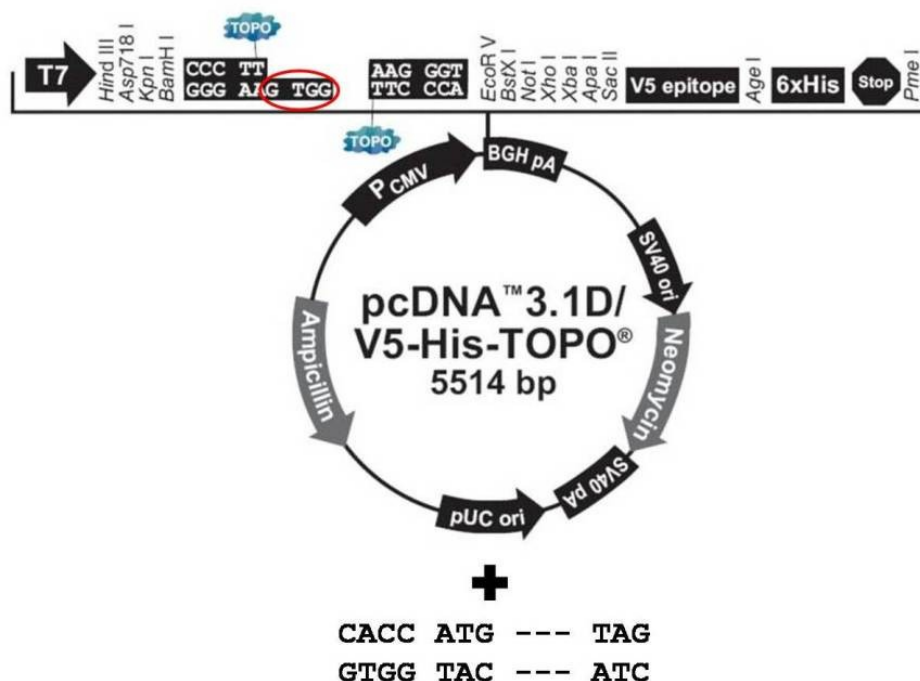 TOPO
T7
Hind III
Asp718 I
Kpn I
BamH I
CCC TT
GGG AAG TGG
AAG GGT
TTC CCA
TOPO
EcoR V
BstX I
Not I
Xho I
Xba I
Apa I
Sac II
V5 epitope
Age I
6xHis
Stop
Pme I
PCMV
BGH pA
SV40 ori
Neomycin
SV40 pA
pUC ori
Ampicillin
pcDNA™3.1D/
V5-His-TOPO®
5514 bp
+
CACC ATG --- TAG
GTGG TAC --- ATC